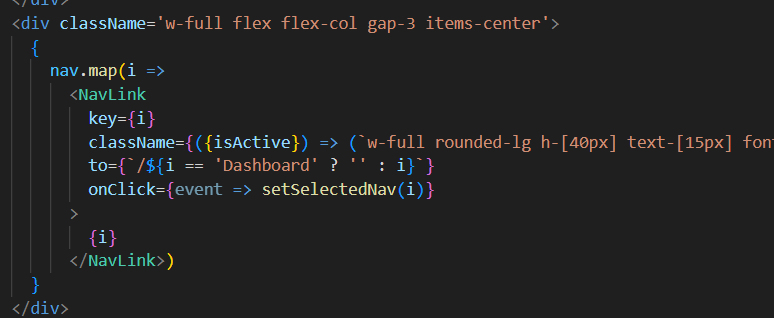 </div>
<div className='w-full flex flex-col gap-3 items-center'>
{
nav.map(i =>
<NavLink
key={i}
className={({isActive}) => (`w-full rounded-lg h-[40px] text-[15px] fon
to={`/${i == 'Dashboard' ? '' : i}`}
onClick={event => setSelectedNav(i)}
>
{i}
</NavLink>)
}
</div>